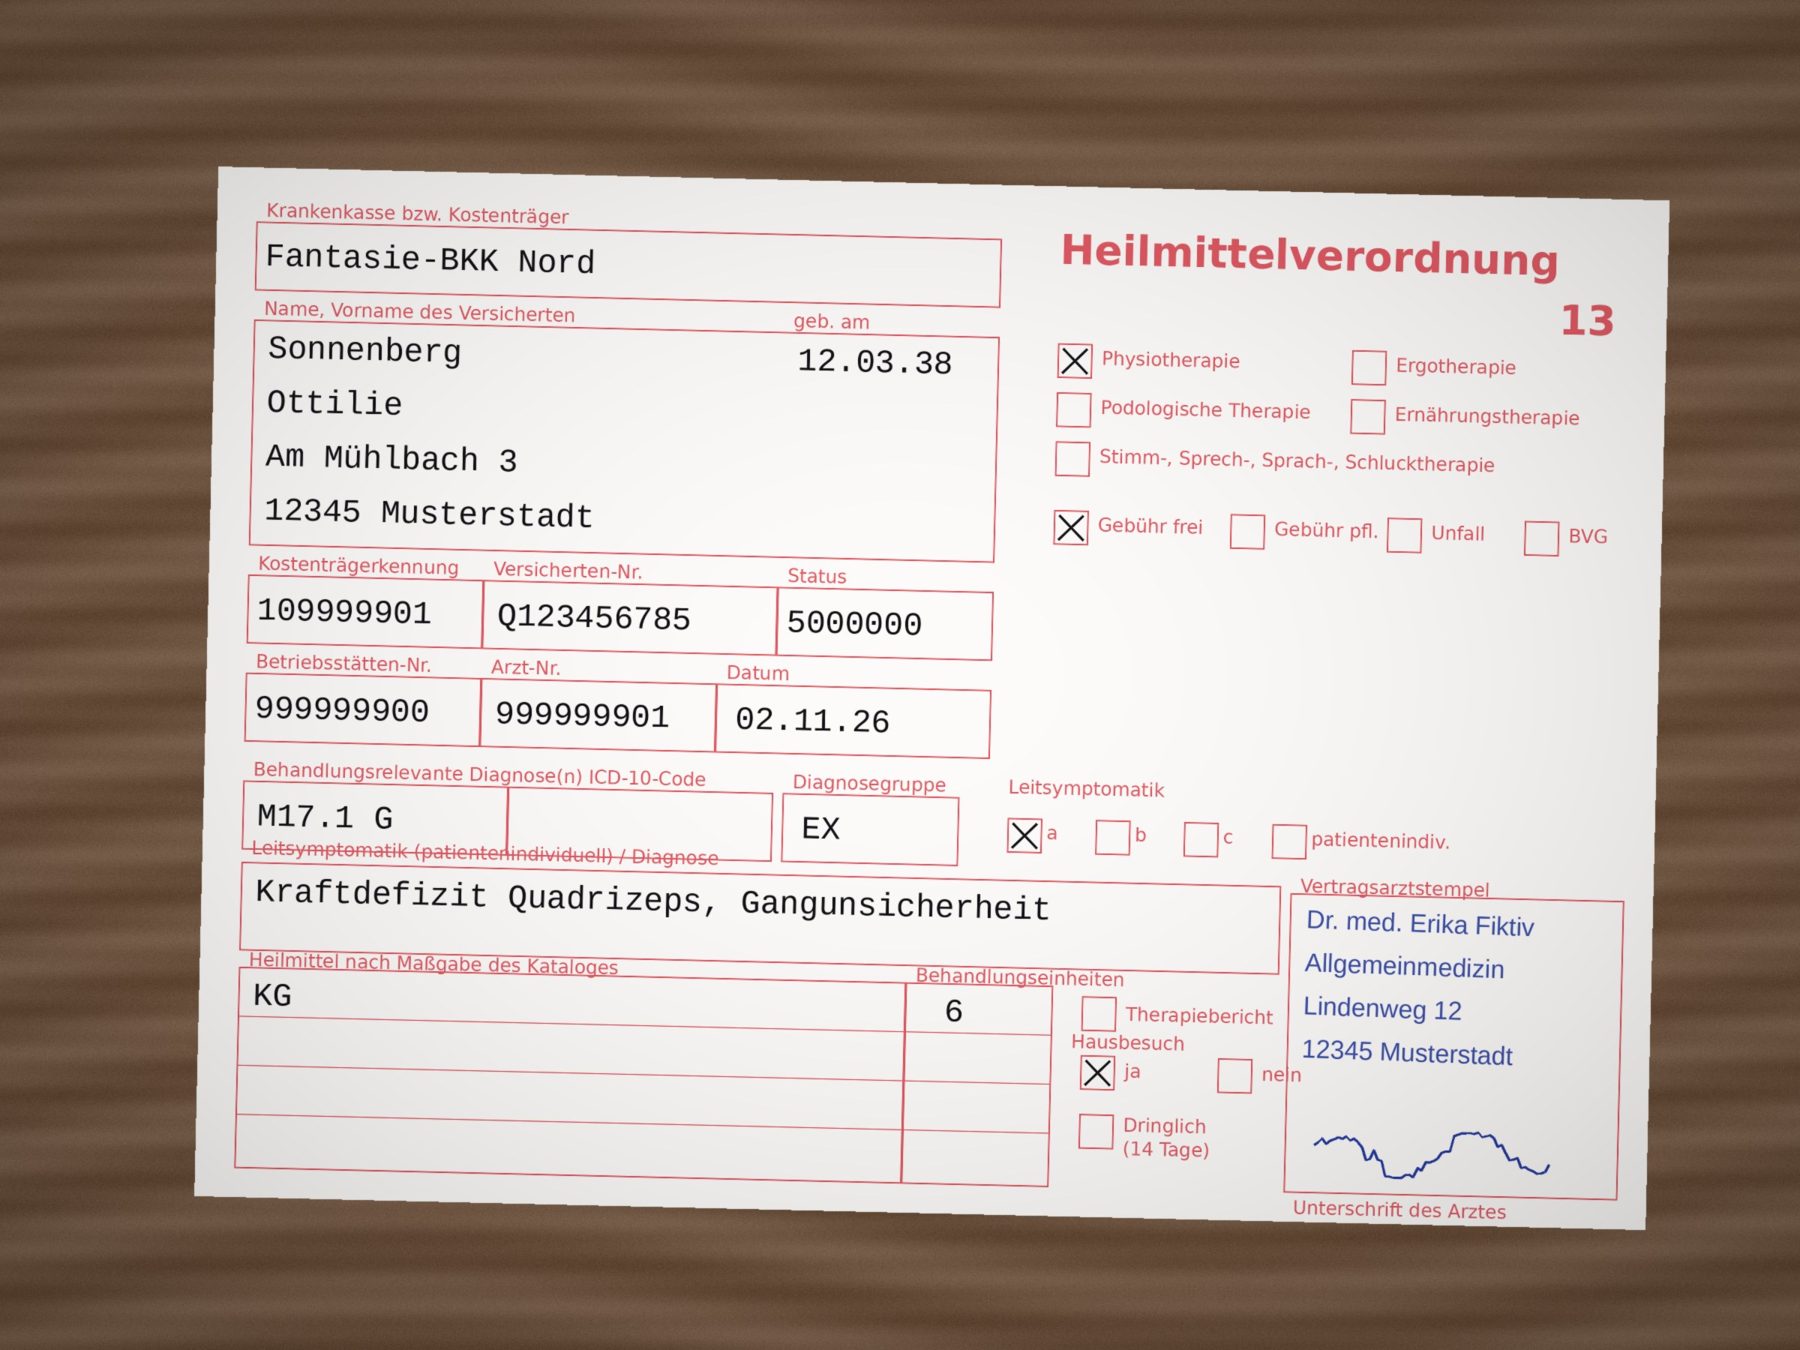 Krankenkasse bzw. Kostenträger
Fantasie-BKK Nord
Heilmittelverordnung
13
Name, Vorname des Versicherten geb. am
Sonnenberg 12.03.38
Ottilie
Am Mühlbach 3
12345 Musterstadt
Physiotherapie Ergotherapie
Podologische Therapie Ernährungstherapie
Stimm-, Sprech-, Sprach-, Schlucktherapie
Gebühr frei Gebühr pfl. Unfall BVG
Kostenträgerkennung Versicherten-Nr. Status
109999901 Q123456785 5000000
Betriebsstätten-Nr. Arzt-Nr. Datum
999999900 999999901 02.11.26
Behandlungsrelevante Diagnose(n) ICD-10-Code Diagnosegruppe Leitsymptomatik
M17.1 G EX a b c patientenindiv.
Leitsymptomatik (patientenindividuell) / Diagnose
Kraftdefizit Quadrizeps, Gangunsicherheit
Vertragsarztstempel
Dr. med. Erika Fiktiv
Allgemeinmedizin
Lindenweg 12
12345 Musterstadt
Heilmittel nach Maßgabe des Kataloges Behandlungseinheiten
KG 6
Therapiebericht
Hausbesuch
ja nein
Dringlich
(14 Tage)
Unterschrift des Arztes